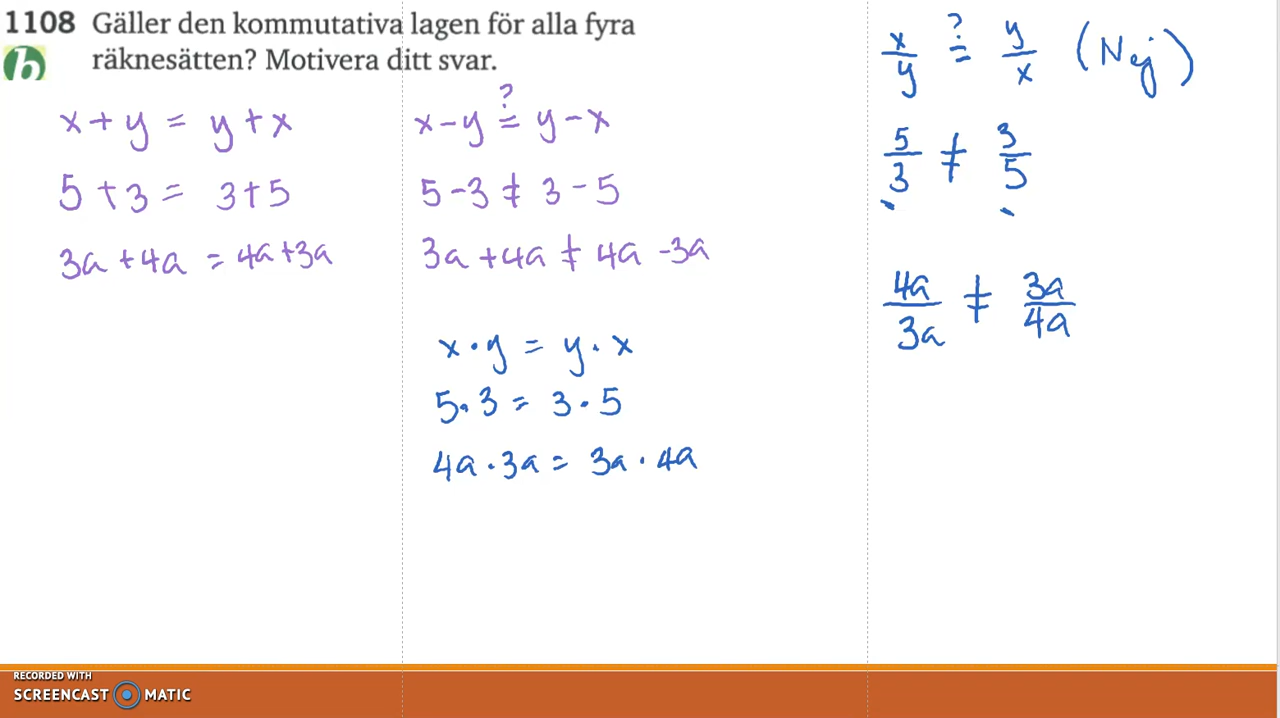 1108 Gäller den kommutativa lagen för alla fyra
räknesätten? Motivera ditt svar.
b
x + y = y + x
5 + 3 = 3 + 5
3a + 4a = 4a + 3a
x - y ≟ y - x
5 - 3 ≠ 3 - 5
3a + 4a ≠ 4a - 3a
x · y = y · x
5 · 3 = 3 · 5
4a · 3a = 3a · 4a
x/y ≟ y/x (Nej)
5/3 ≠ 3/5
4a/3a ≠ 3a/4a
RECORDED WITH
SCREENCAST MATIC